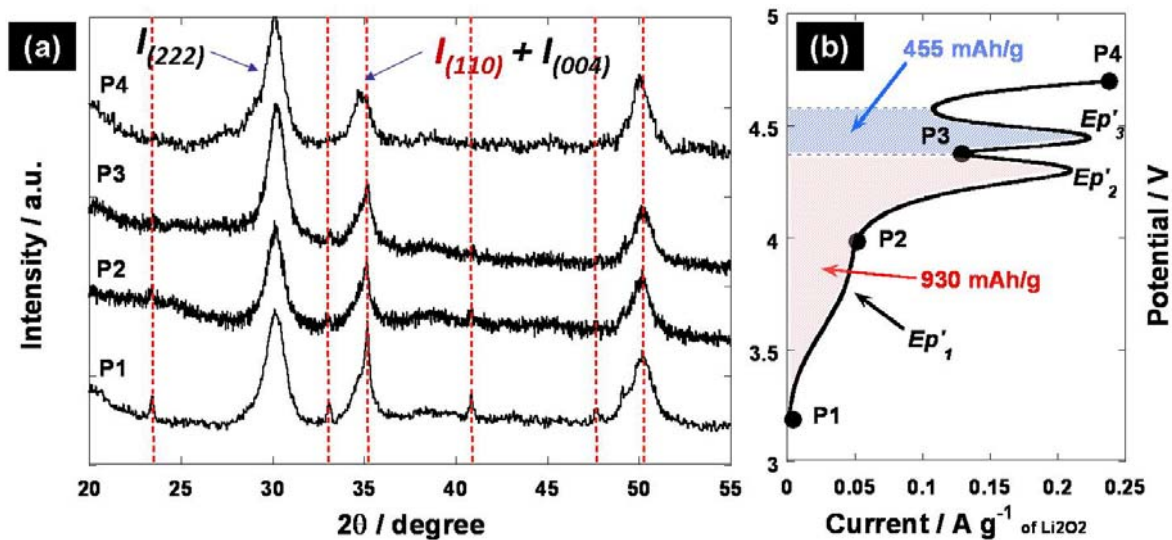 (a)
I(222)
I(110) + I(004)
P4
P3
P2
P1
Intensity / a.u.
20 25 30 35 40 45 50 55
2θ / degree
(b)
455 mAh/g
P4
Ep'3
P3
Ep'2
P2
930 mAh/g
Ep'1
P1
5
4.5
4
3.5
3
Potential / V
0 0.05 0.1 0.15 0.2 0.25
Current / A g-1 of Li2O2